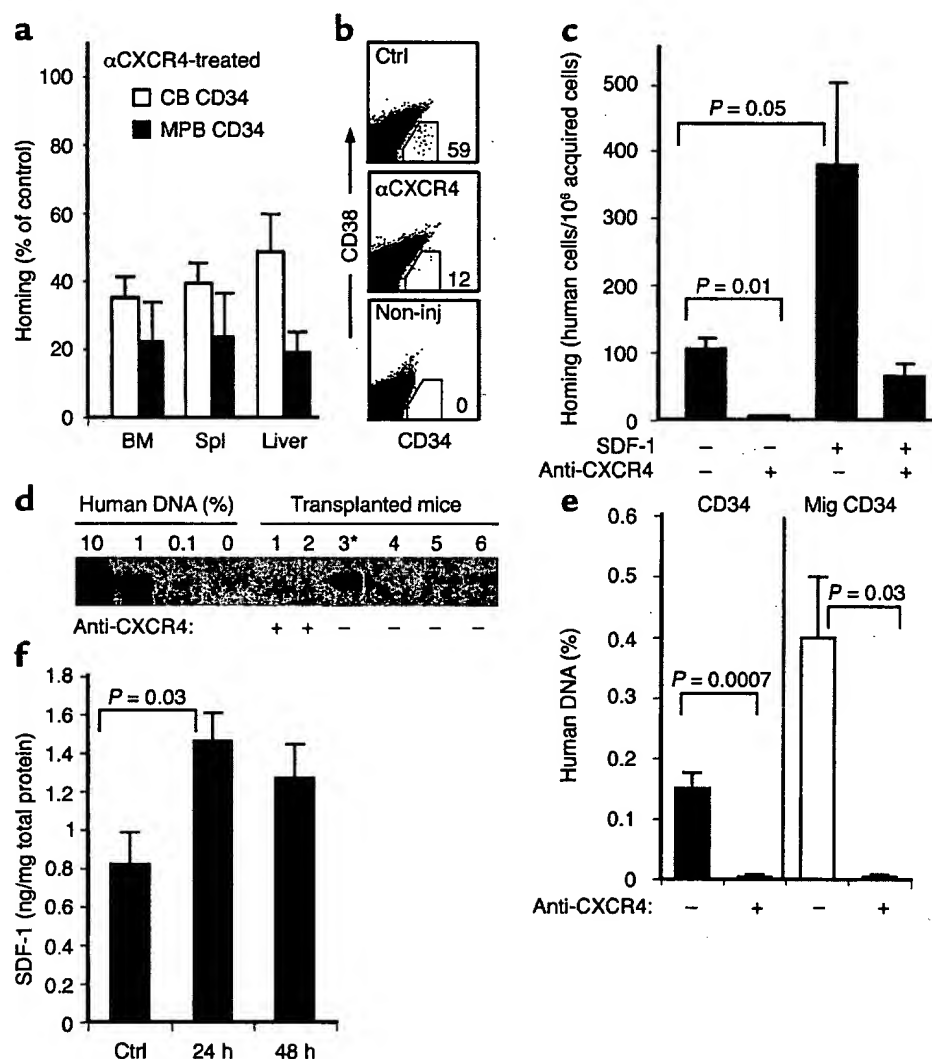 a
αCXCR4-treated
CB CD34
MPB CD34
Homing (% of control)
100
80
60
40
20
0
BM Spl Liver
b
Ctrl
59
αCXCR4
12
Non-inj
0
CD38
CD34
c
Homing (human cells/10⁶ acquired cells)
500
400
300
200
100
0
P = 0.05
P = 0.01
SDF-1 – – + +
Anti-CXCR4 – + – +
d
Human DNA (%) Transplanted mice
10 1 0.1 0 1 2 3* 4 5 6
Anti-CXCR4: + + – – – –
e
CD34 Mig CD34
Human DNA (%)
0.6
0.5
0.4
0.3
0.2
0.1
0
P = 0.0007
P = 0.03
Anti-CXCR4: – + – +
f
SDF-1 (ng/mg total protein)
1.8
1.6
1.4
1.2
1
0.8
0.6
0.4
0.2
0
P = 0.03
Ctrl 24 h 48 h